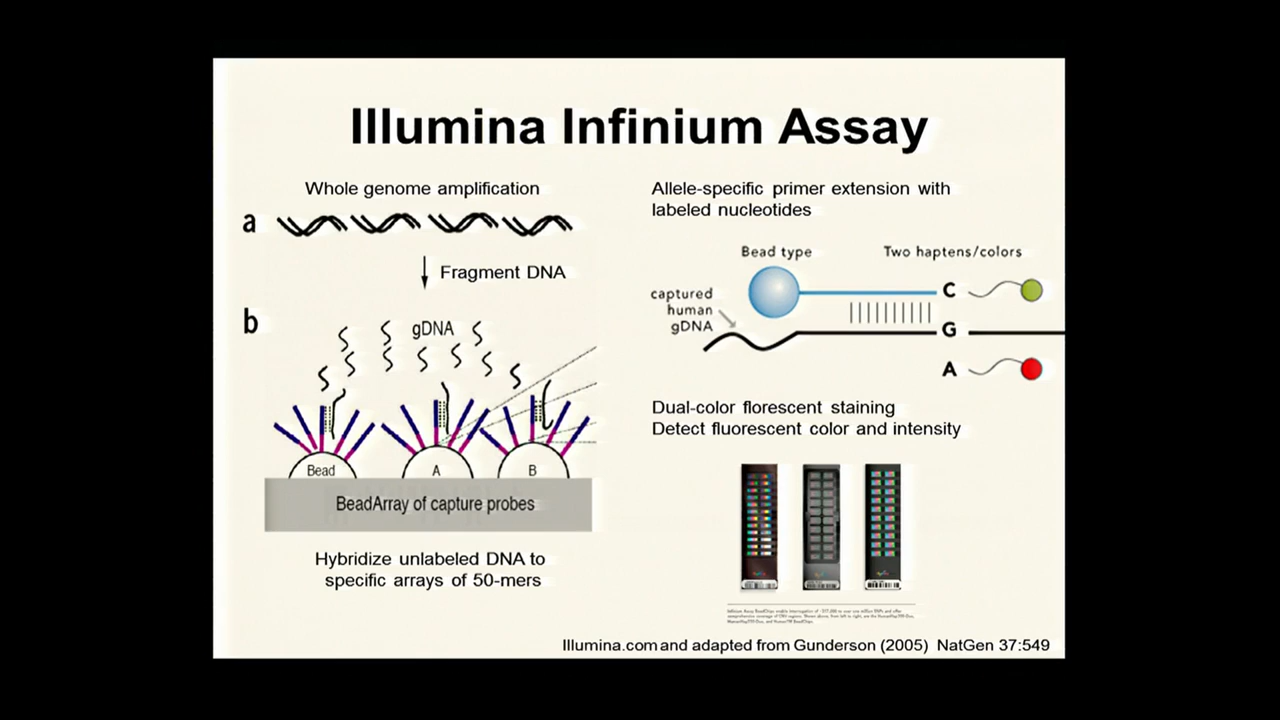 Illumina Infinium Assay
Whole genome amplification
a
Fragment DNA
b
gDNA
Bead
A
B
BeadArray of capture probes
Hybridize unlabeled DNA to
specific arrays of 50-mers
Allele-specific primer extension with
labeled nucleotides
Bead type
Two haptens/colors
captured
human
gDNA
C
G
A
Dual-color florescent staining
Detect fluorescent color and intensity
Illumina.com and adapted from Gunderson (2005) NatGen 37:549